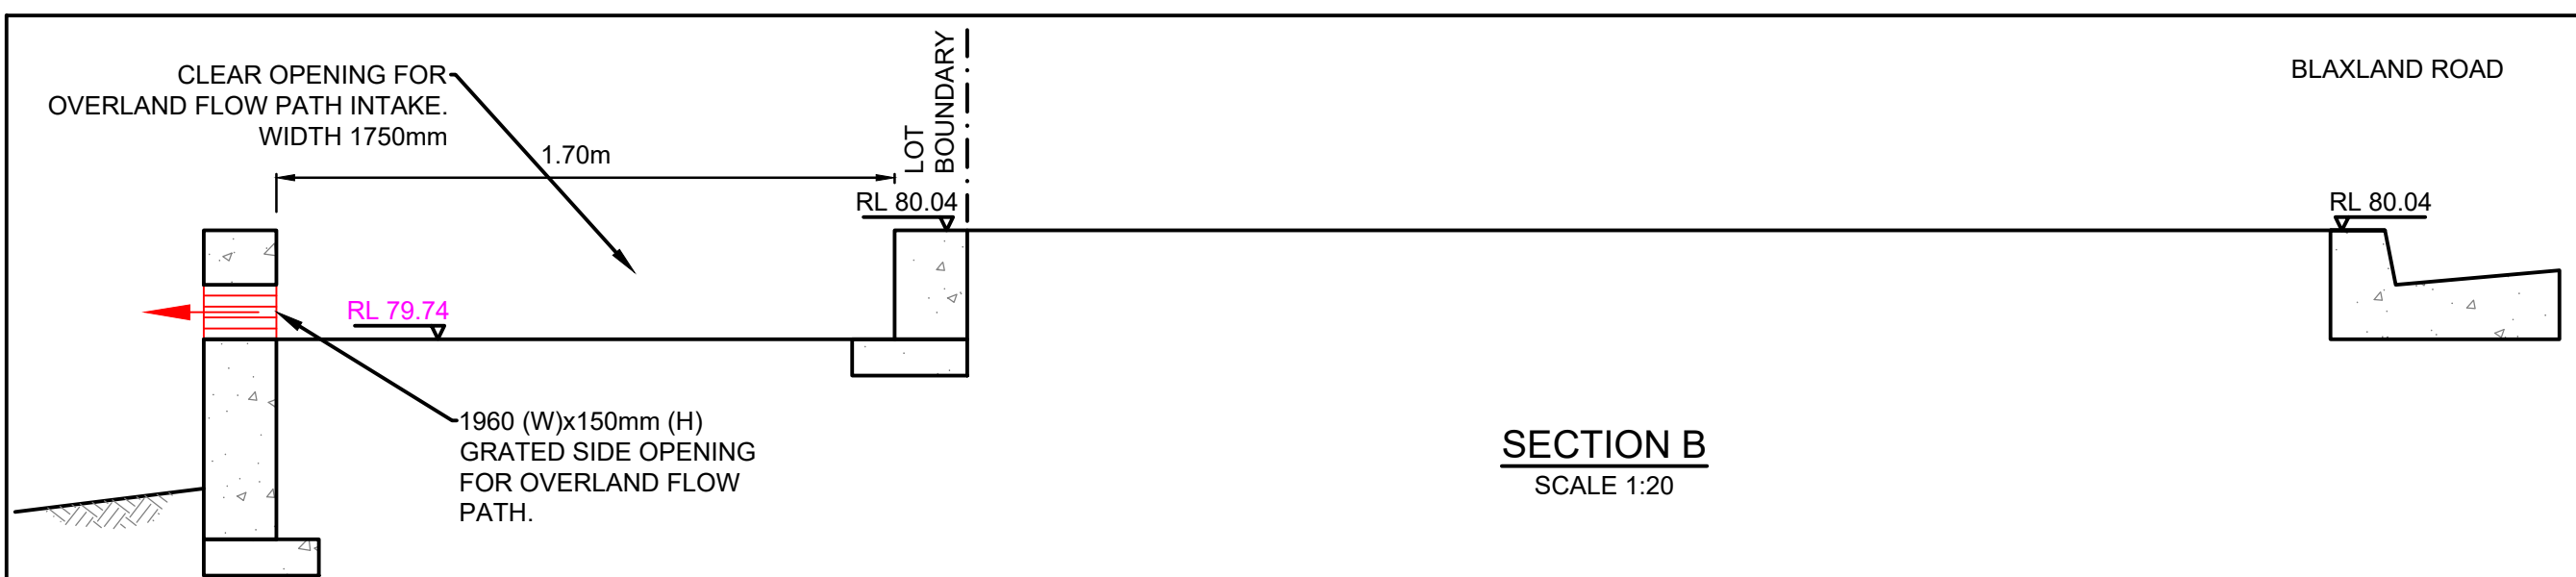 CLEAR OPENING FOR
OVERLAND FLOW PATH INTAKE.
WIDTH 1750mm
1.70m
LOT
BOUNDARY
BLAXLAND ROAD
RL 80.04
RL 80.04
RL 79.74
1960 (W)x150mm (H)
GRATED SIDE OPENING
FOR OVERLAND FLOW
PATH.
SECTION B
SCALE 1:20